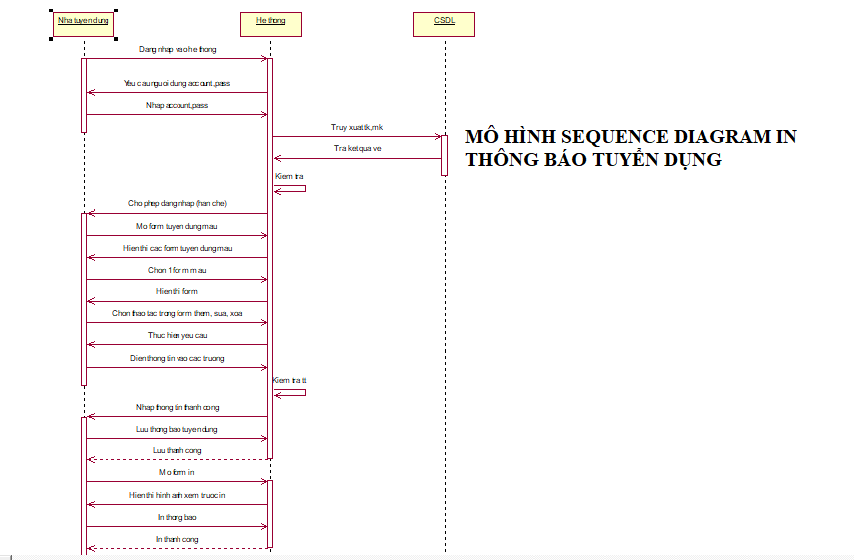 Nha tuyen dung
He thong
CSDL
Dang nhap vao he thong
Yeu cau nguoi dung account,pass
Nhap account,pass
Truy xuat tk,mk
MÔ HÌNH SEQUENCE DIAGRAM IN
THÔNG BÁO TUYỂN DỤNG
Tra ket qua ve
Kiem tra
Cho phep dang nhap (han che)
Mo form tuyen dung mau
Hien thi cac form tuyen dung mau
Chon 1 form mau
Hien thi form
Chon thao tac trong form them, sua, xoa
Thuc hien yeu cau
Dien thong tin vao cac truong
Kiem tra tt
Nhap thong tin thanh cong
Luu thong bao tuyen dung
Luu thanh cong
Mo form in
Hien thi hinh anh xem truoc in
In thong bao
In thanh cong